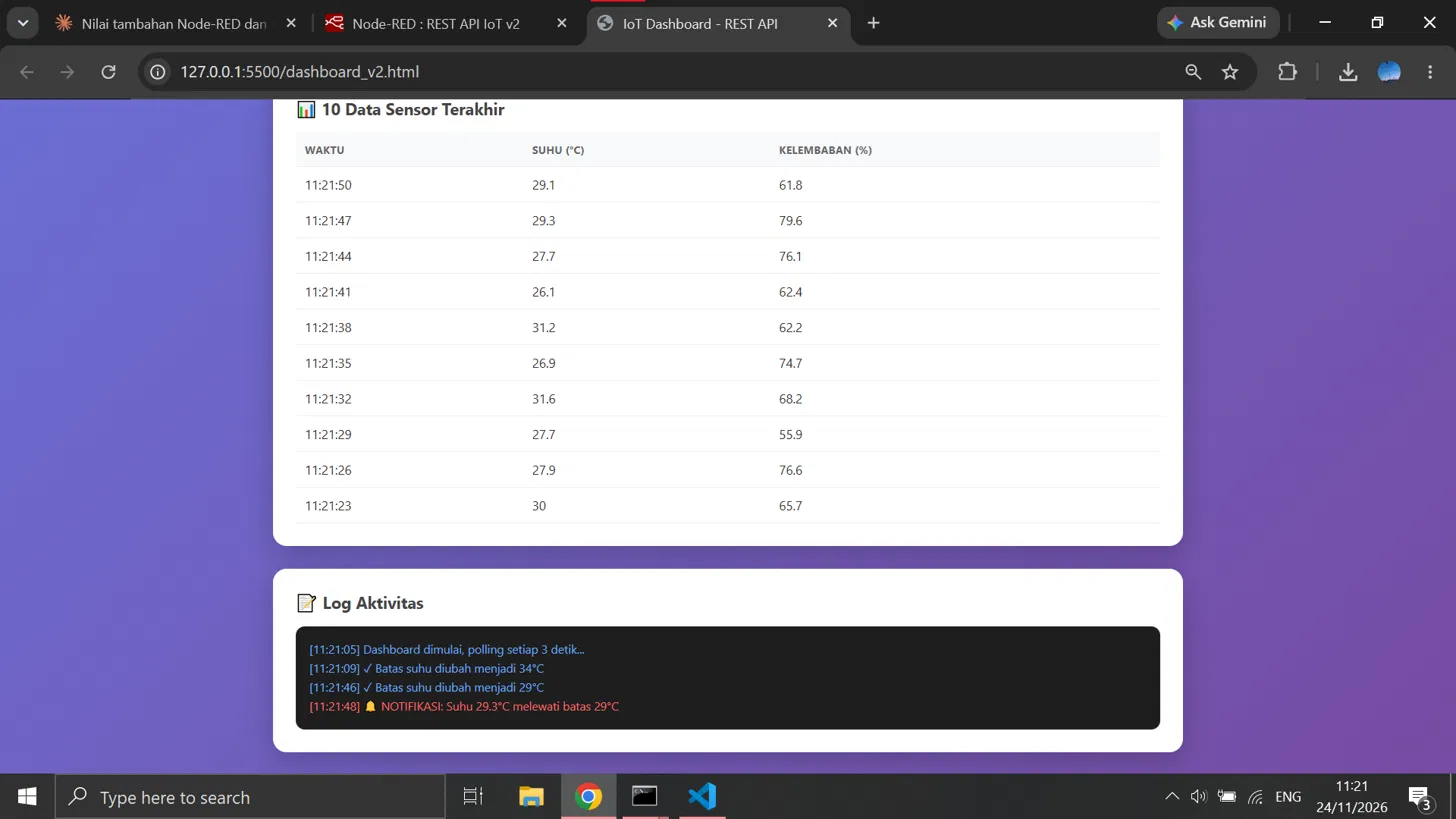 Nilai tambahan Node-RED dan
Node-RED : REST API IoT v2
IoT Dashboard - REST API
Ask Gemini
127.0.0.1:5500/dashboard_v2.html
10 Data Sensor Terakhir
WAKTU SUHU (°C) KELEMBABAN (%)
11:21:50 29.1 61.8
11:21:47 29.3 79.6
11:21:44 27.7 76.1
11:21:41 26.1 62.4
11:21:38 31.2 62.2
11:21:35 26.9 74.7
11:21:32 31.6 68.2
11:21:29 27.7 55.9
11:21:26 27.9 76.6
11:21:23 30 65.7
Log Aktivitas
[11:21:05] Dashboard dimulai, polling setiap 3 detik...
[11:21:09] ✓ Batas suhu diubah menjadi 34°C
[11:21:46] ✓ Batas suhu diubah menjadi 29°C
[11:21:48] 🔔 NOTIFIKASI: Suhu 29.3°C melewati batas 29°C
Type here to search
ENG
11:21
24/11/2026
3